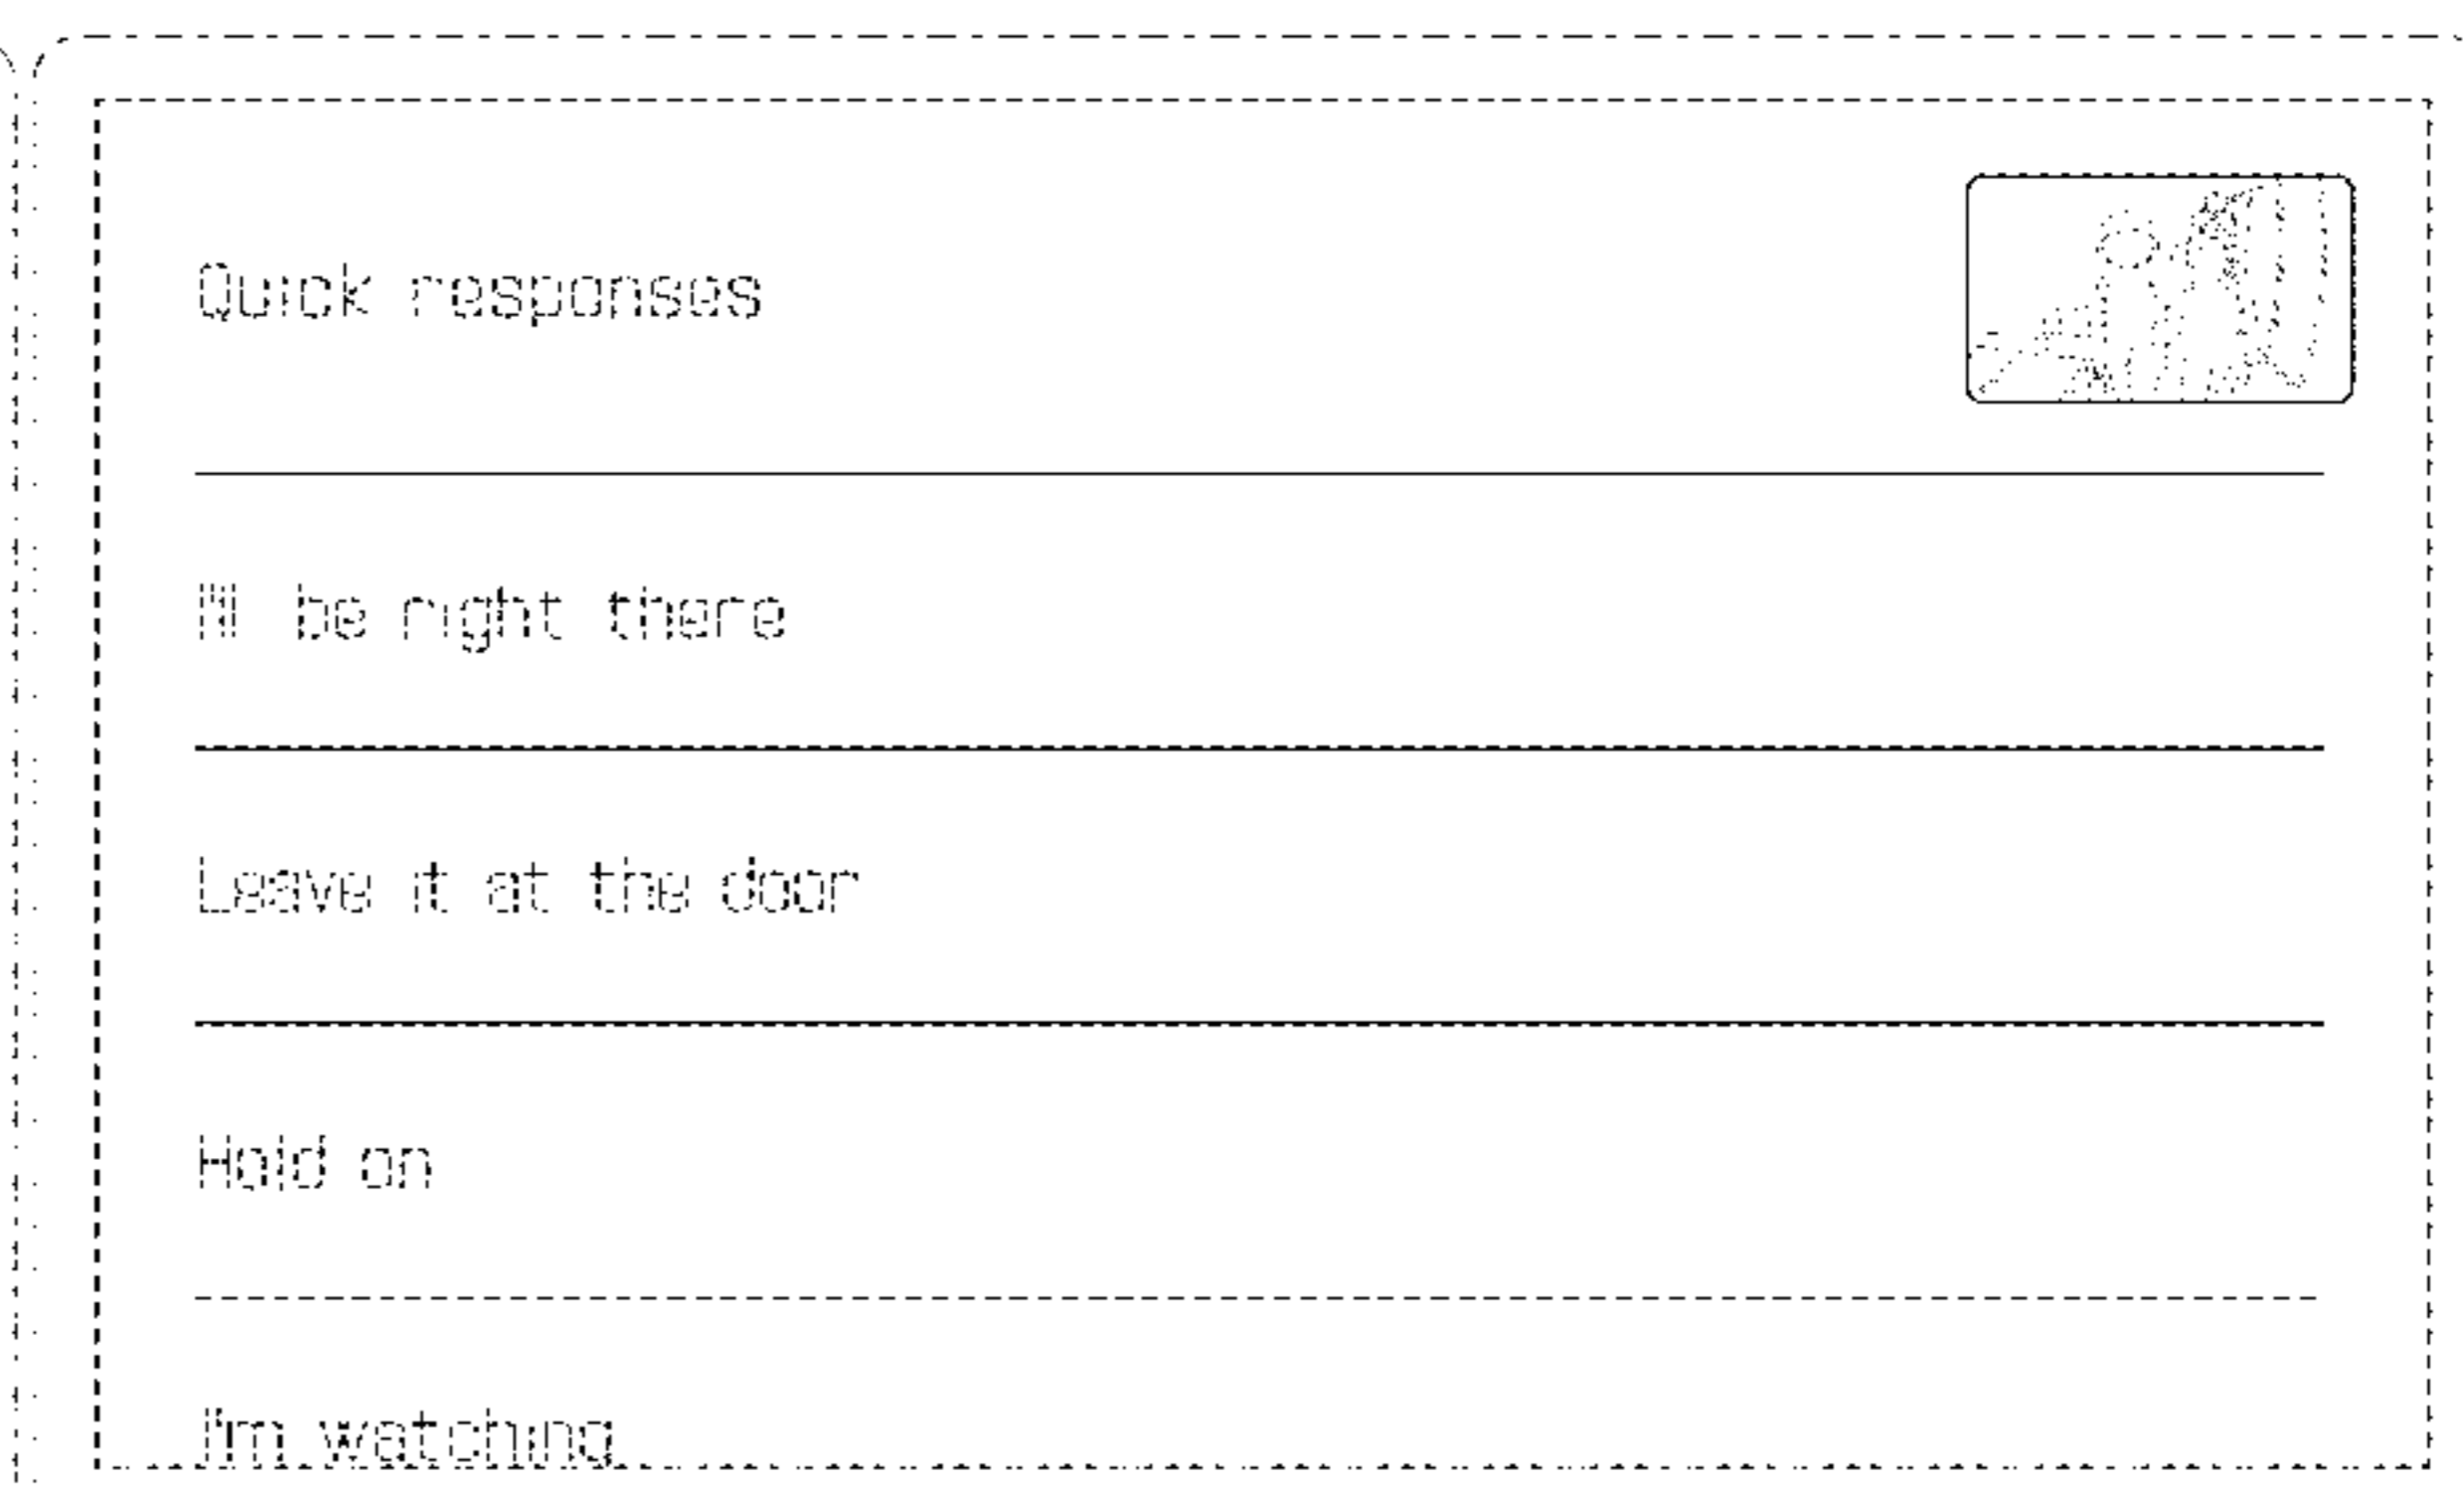 Quick responses
I'll be right there
Leave it at the door
Hold on
I'm watching